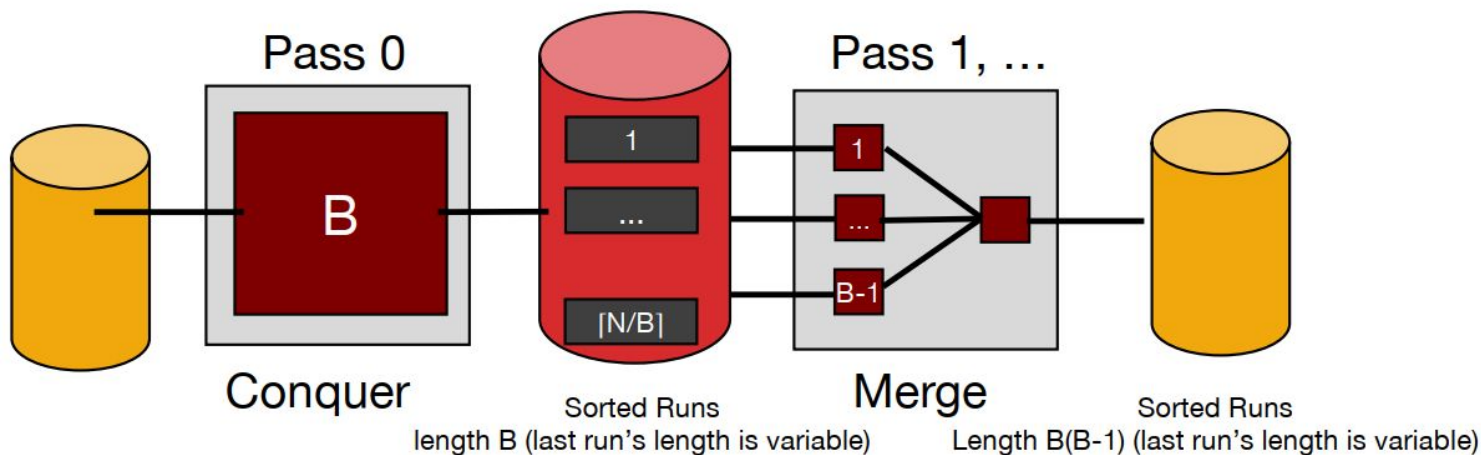 Pass 0
Pass 1, ...
B
1
...
⌈N/B⌉
1
...
B-1
Conquer
Merge
Sorted Runs
length B (last run's length is variable)
Sorted Runs
Length B(B-1) (last run's length is variable)